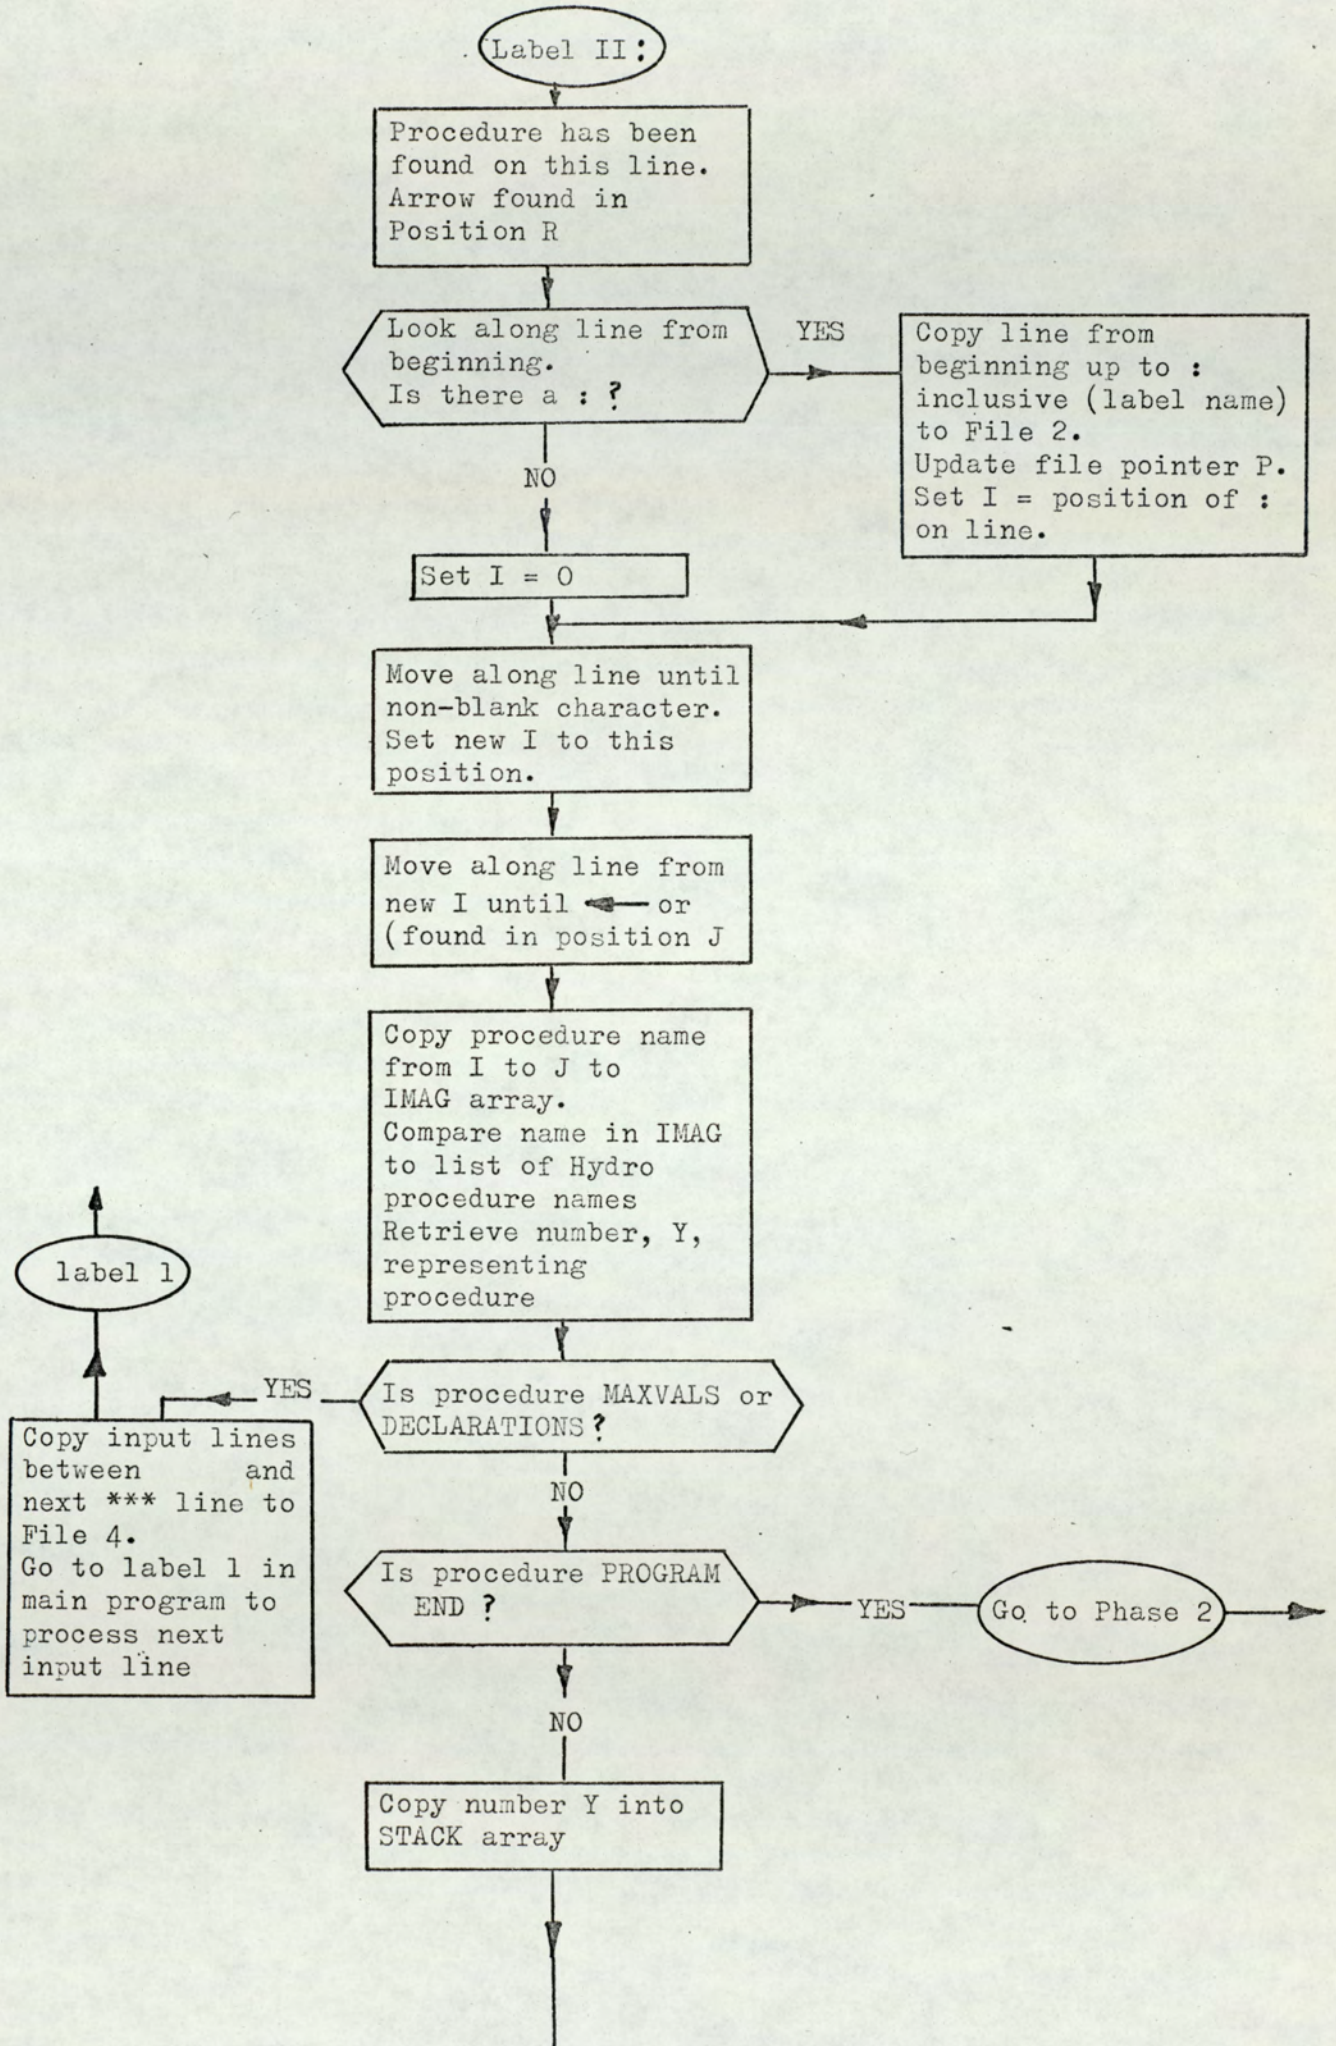 Label II:
Procedure has been
found on this line.
Arrow found in
Position R
Look along line from
beginning.
Is there a : ?
YES
Copy line from
beginning up to :
inclusive (label name)
to File 2.
Update file pointer P.
Set I = position of :
on line.
NO
Set I = O
Move along line until
non-blank character.
Set new I to this
position.
Move along line from
new I until ← or
(found in position J
Copy procedure name
from I to J to
IMAG array.
Compare name in IMAG
to list of Hydro
procedure names
Retrieve number, Y,
representing
procedure
label 1
Is procedure MAXVALS or
DECLARATIONS ?
YES
Copy input lines
between and
next *** line to
File 4.
Go to label 1 in
main program to
process next
input line
NO
Is procedure PROGRAM
END ?
YES
Go to Phase 2
NO
Copy number Y into
STACK array